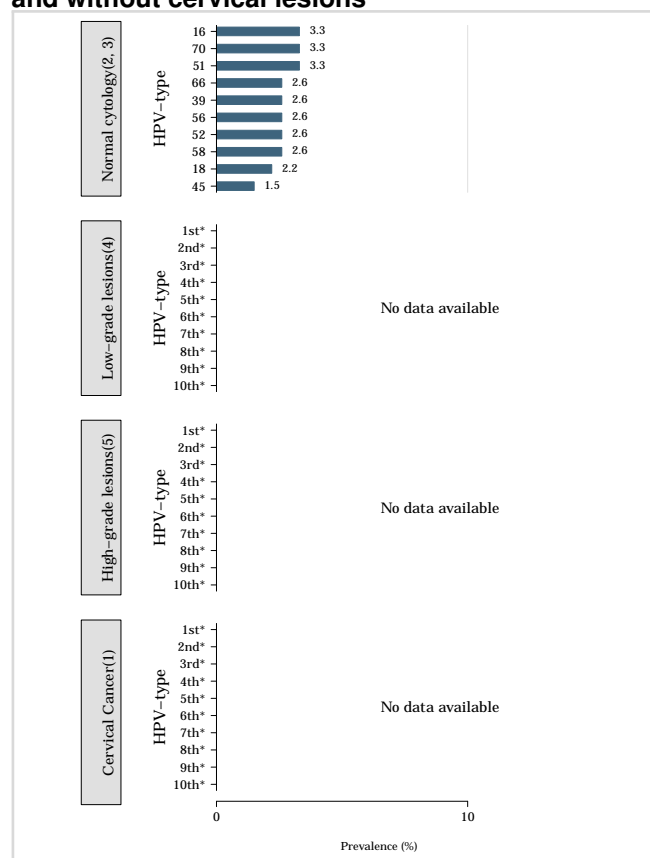 and without cervical lesions
Normal cytology(2, 3)
HPV−type
16 3.3
70 3.3
51 3.3
66 2.6
39 2.6
56 2.6
52 2.6
58 2.6
18 2.2
45 1.5
Low−grade lesions(4)
HPV−type
1st*
2nd*
3rd*
4th*
5th*
6th*
7th*
8th*
9th*
10th*
No data available
High−grade lesions(5)
HPV−type
1st*
2nd*
3rd*
4th*
5th*
6th*
7th*
8th*
9th*
10th*
No data available
Cervical Cancer(1)
HPV−type
1st*
2nd*
3rd*
4th*
5th*
6th*
7th*
8th*
9th*
10th*
No data available
0 10
Prevalence (%)